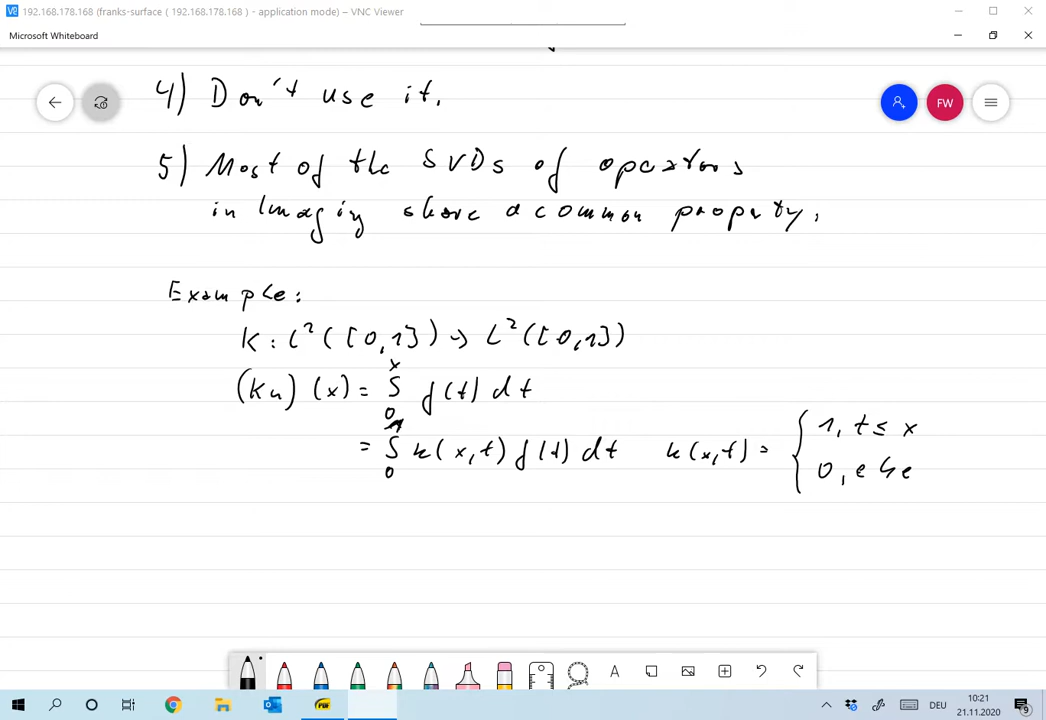 192.168.178.168 (franks-surface ( 192.168.178.168 ) - application mode) – VNC Viewer
Microsoft Whiteboard
4) Don't use it.
FW
5) Most of the SVDs of operators
in Imaging share a common property.
Example:
K: L²([0,1]) → L²([0,1])
(Ku)(x) = ∫₀ˣ f(t) dt
= ∫₀¹ k(x,t) f(t) dt k(x,t) = { 1, t ≤ x
0, else
A
DEU
10:21
21.11.2020
9